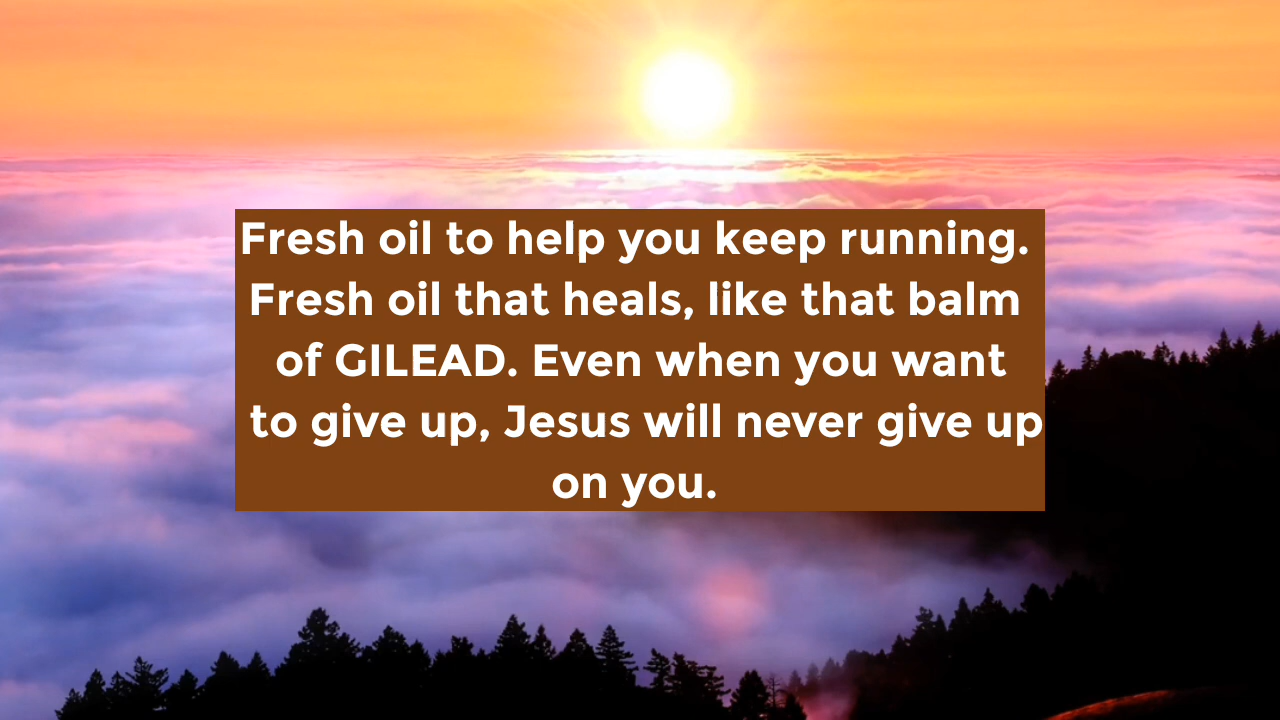 Fresh oil to help you keep running.
Fresh oil that heals, like that balm
of GILEAD. Even when you want
to give up, Jesus will never give up
on you.